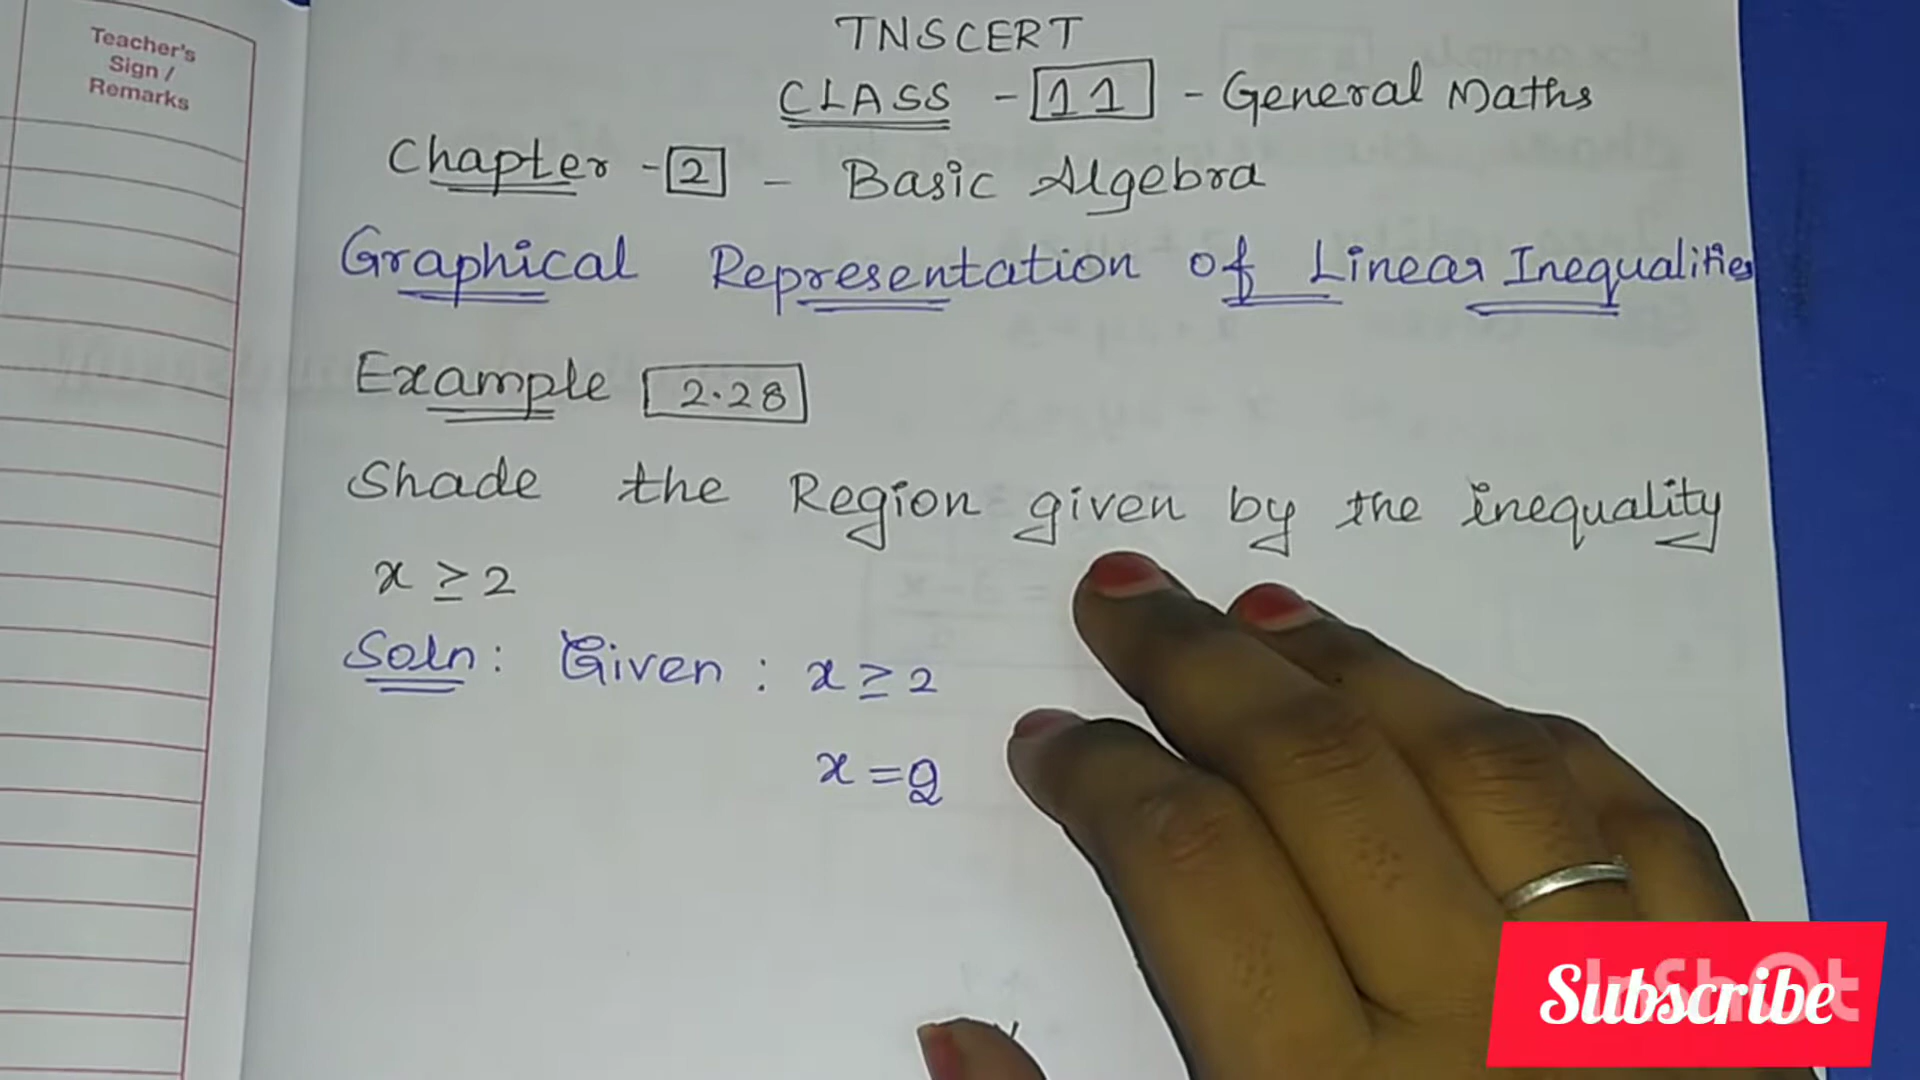 Teacher's
Sign /
Remarks
TNSCERT
CLASS - 11 - General Maths
Chapter - 2 - Basic Algebra
Graphical Representation of Linear Inequalities
Example 2.28
Shade the Region given by the inequality
x ≥ 2
Soln: Given : x ≥ 2
x = 2
Subscribe